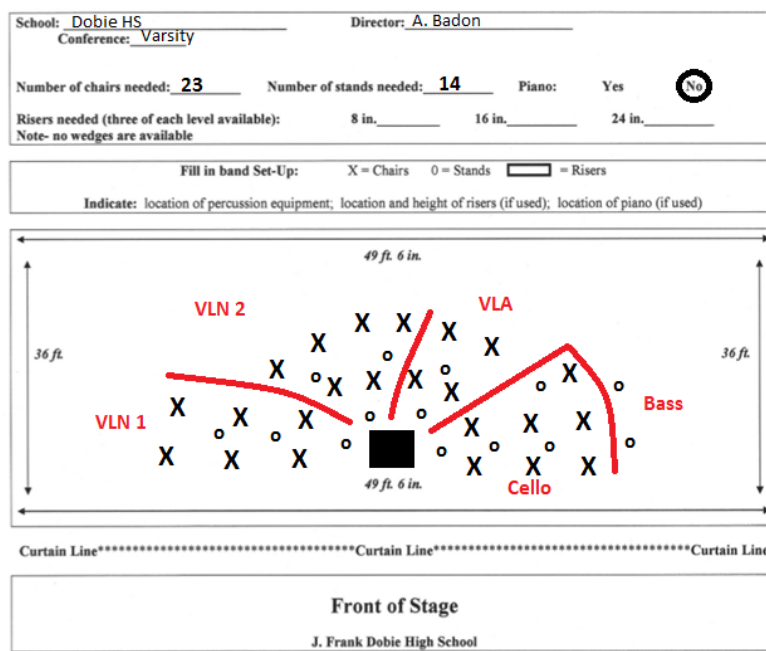 School: Dobie HS Director: A. Badon
Conference: Varsity
Number of chairs needed: 23 Number of stands needed: 14 Piano: Yes No
Risers needed (three of each level available): 8 in. 16 in. 24 in.
Note- no wedges are available
Fill in band Set-Up: X = Chairs 0 = Stands = Risers
Indicate: location of percussion equipment; location and height of risers (if used); location of piano (if used)
49 ft. 6 in.
VLN 2 VLA
X X X
X X
36 ft. 36 ft.
o o
X o X X X X o X o
X X o o Bass
VLN 1 X X X X X
o o o o o o o
X X X X X X
49 ft. 6 in. Cello
Curtain Line**************************************Curtain Line**************************************Curtain Line
Front of Stage
J. Frank Dobie High School